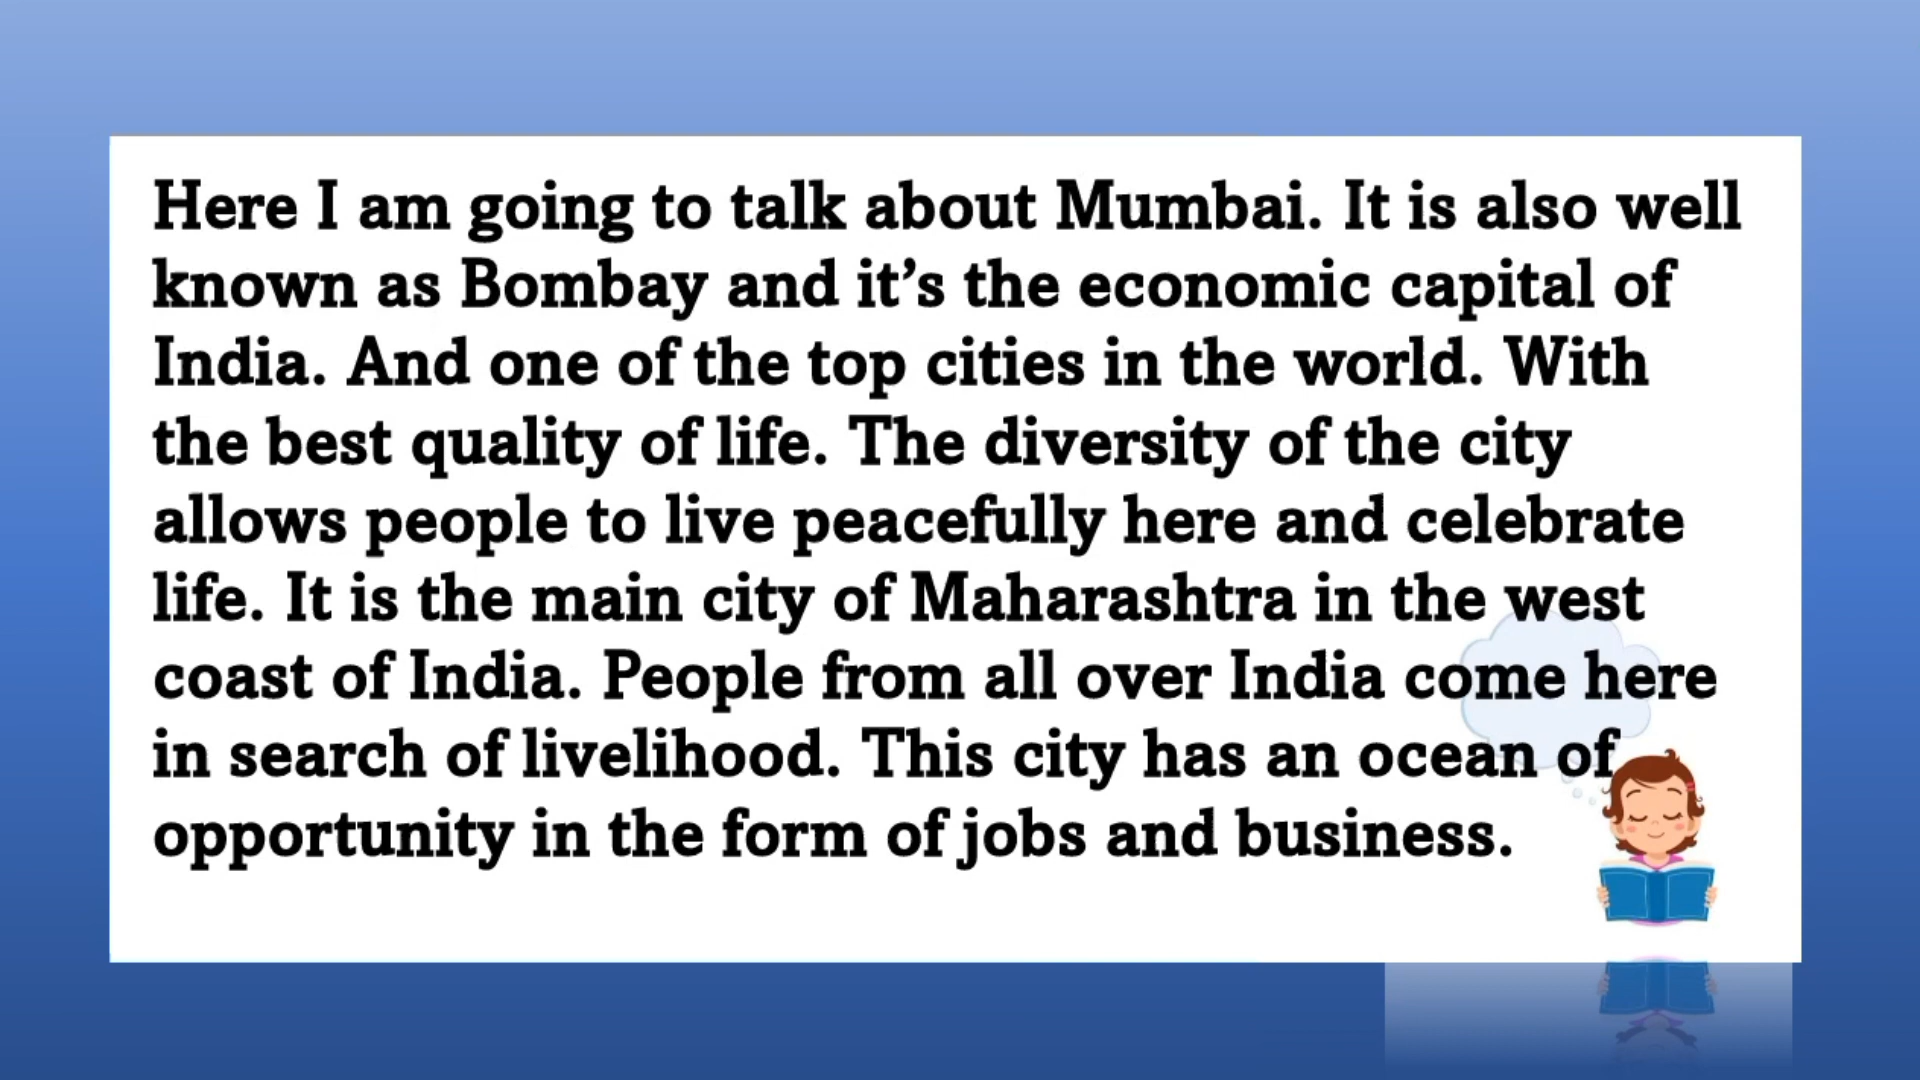 Here I am going to talk about Mumbai. It is also well
known as Bombay and it’s the economic capital of
India. And one of the top cities in the world. With
the best quality of life. The diversity of the city
allows people to live peacefully here and celebrate
life. It is the main city of Maharashtra in the west
coast of India. People from all over India come here
in search of livelihood. This city has an ocean of
opportunity in the form of jobs and business.